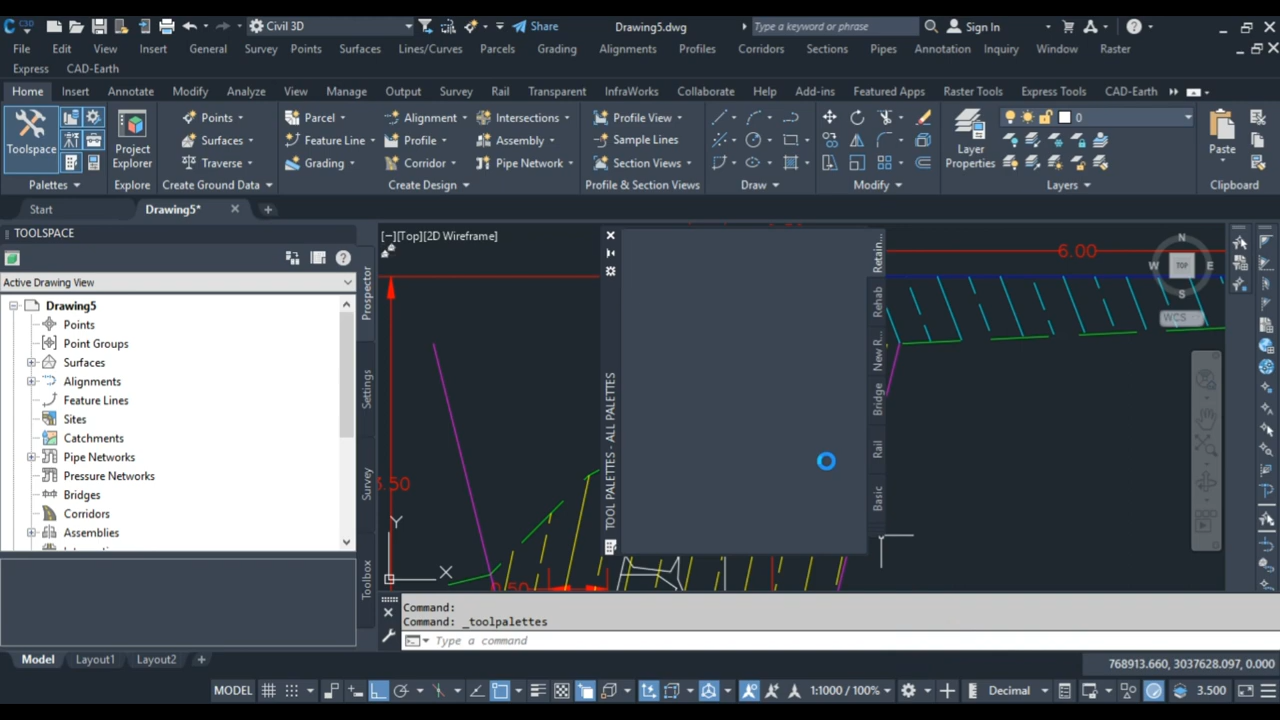 C3D
Civil 3D
Share
Drawing5.dwg
Type a keyword or phrase
Sign In
File Edit View Insert General Survey Points Surfaces Lines/Curves Parcels Grading Alignments Profiles Corridors Sections Pipes Annotation Inquiry Window Raster
Express CAD-Earth
Home Insert Annotate Modify Analyze View Manage Output Survey Rail Transparent InfraWorks Collaborate Help Add-ins Featured Apps Raster Tools Express Tools CAD-Earth
Points Parcel Alignment Intersections Profile View
0
Toolspace Project Explorer Surfaces Feature Line Profile Assembly Sample Lines Layer Properties Paste
Traverse Grading Corridor Pipe Network Section Views
Palettes Explore Create Ground Data Create Design Profile & Section Views Draw Modify Layers Clipboard
Start Drawing5*
TOOLSPACE
[−][Top][2D Wireframe]
Active Drawing View
Drawing5
Points
Point Groups
Surfaces
Alignments
Feature Lines
Sites
Catchments
Pipe Networks
Pressure Networks
Bridges
Corridors
Assemblies
Prospector
Settings
Survey
Toolbox
TOOL PALETTES - ALL PALETTES
Retain...
Rehab
New R...
Bridge
Rail
Basic
6.00
N
W TOP E
S
WCS
Y
X
Command:
Command: _toolpalettes
Type a command
Model Layout1 Layout2 +
768913.660, 3037628.097, 0.000
MODEL 1:1000 / 100% Decimal 3.500